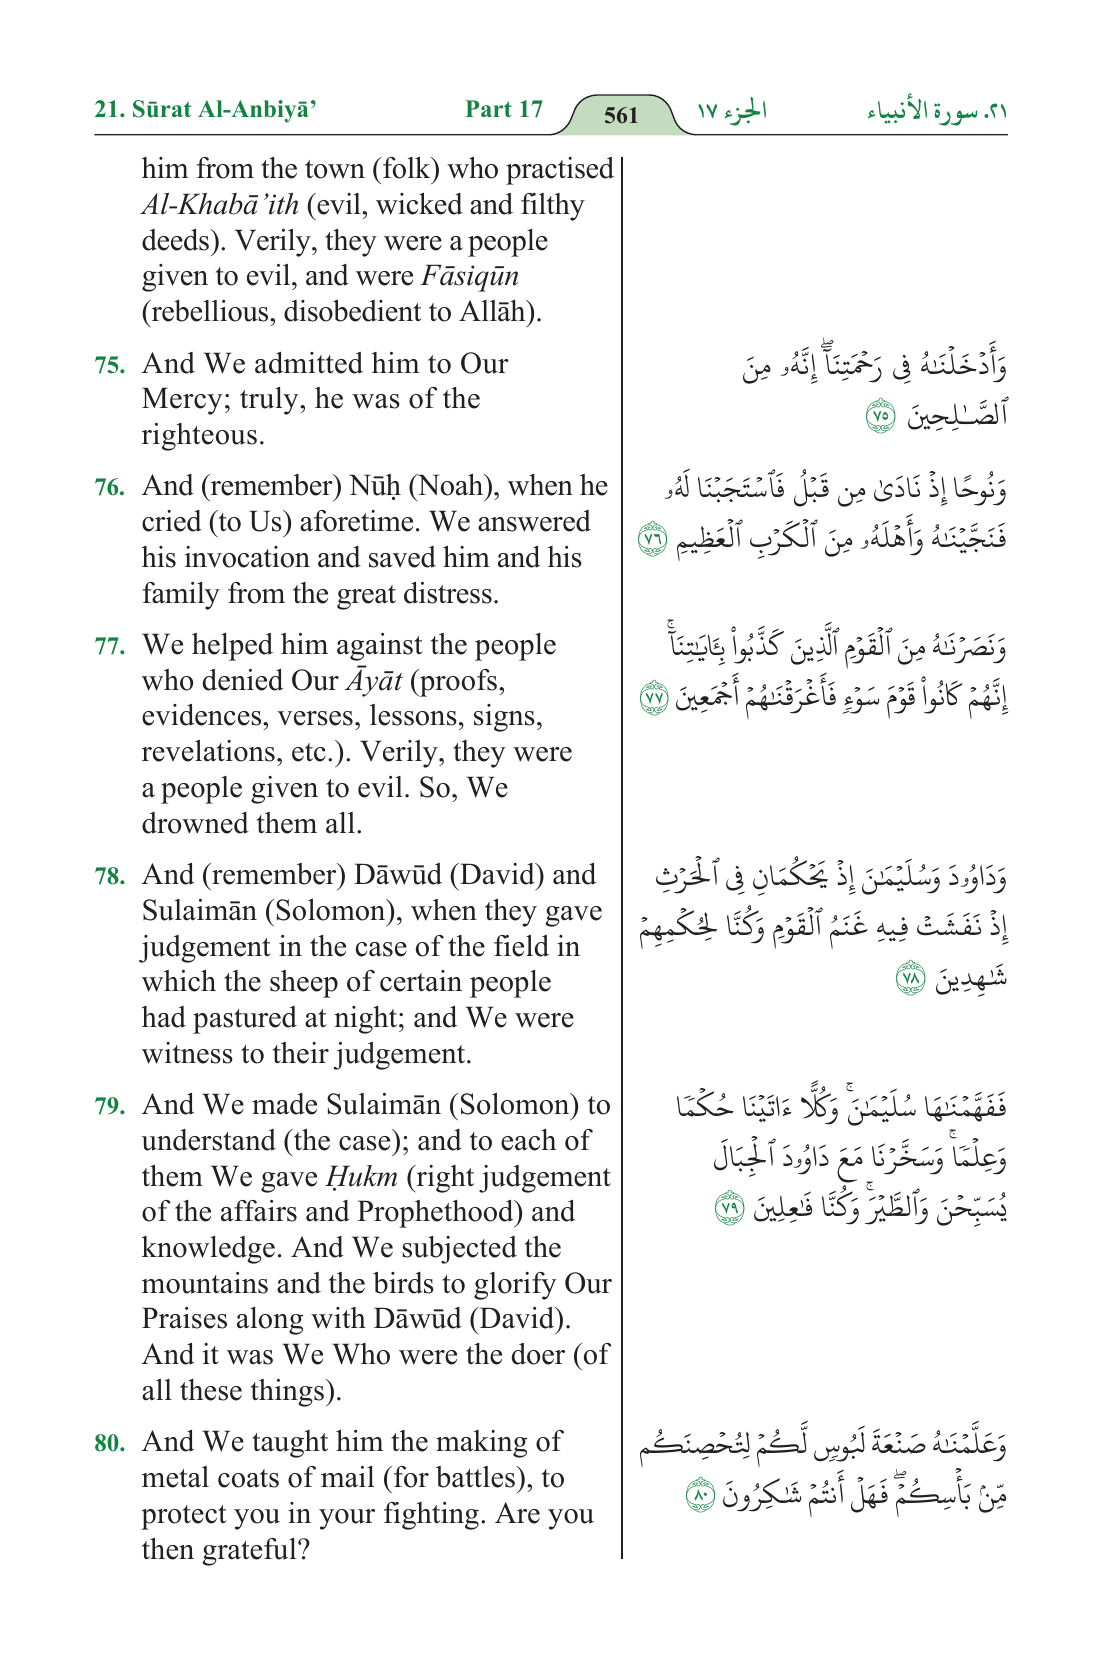 21. Sūrat Al-Anbiyā’ Part 17 561 الجزء ١٧ ٢١. سورة الأنبياء
him from the town (folk) who practised
Al-Khabā’ith (evil, wicked and filthy
deeds). Verily, they were a people
given to evil, and were Fāsiqūn
(rebellious, disobedient to Allāh).
75. And We admitted him to Our
Mercy; truly, he was of the
righteous.
وَأَدۡخَلۡنَٰهُ فِي رَحۡمَتِنَآۖ إِنَّهُۥ مِنَ
ٱلصَّٰلِحِينَ ٧٥
76. And (remember) Nūḥ (Noah), when he
cried (to Us) aforetime. We answered
his invocation and saved him and his
family from the great distress.
وَنُوحًا إِذۡ نَادَىٰ مِن قَبۡلُ فَٱسۡتَجَبۡنَا لَهُۥ
فَنَجَّيۡنَٰهُ وَأَهۡلَهُۥ مِنَ ٱلۡكَرۡبِ ٱلۡعَظِيمِ ٧٦
77. We helped him against the people
who denied Our Āyāt (proofs,
evidences, verses, lessons, signs,
revelations, etc.). Verily, they were
a people given to evil. So, We
drowned them all.
وَنَصَرۡنَٰهُ مِنَ ٱلۡقَوۡمِ ٱلَّذِينَ كَذَّبُواْ بِـَٔايَٰتِنَآۚ
إِنَّهُمۡ كَانُواْ قَوۡمَ سَوۡءٖ فَأَغۡرَقۡنَٰهُمۡ أَجۡمَعِينَ ٧٧
78. And (remember) Dāwūd (David) and
Sulaimān (Solomon), when they gave
judgement in the case of the field in
which the sheep of certain people
had pastured at night; and We were
witness to their judgement.
وَدَاوُۥدَ وَسُلَيۡمَٰنَ إِذۡ يَحۡكُمَانِ فِي ٱلۡحَرۡثِ
إِذۡ نَفَشَتۡ فِيهِ غَنَمُ ٱلۡقَوۡمِ وَكُنَّا لِحُكۡمِهِمۡ
شَٰهِدِينَ ٧٨
79. And We made Sulaimān (Solomon) to
understand (the case); and to each of
them We gave Ḥukm (right judgement
of the affairs and Prophethood) and
knowledge. And We subjected the
mountains and the birds to glorify Our
Praises along with Dāwūd (David).
And it was We Who were the doer (of
all these things).
فَفَهَّمۡنَٰهَا سُلَيۡمَٰنَۚ وَكُلًّا ءَاتَيۡنَا حُكۡمٗا
وَعِلۡمٗاۚ وَسَخَّرۡنَا مَعَ دَاوُۥدَ ٱلۡجِبَالَ
يُسَبِّحۡنَ وَٱلطَّيۡرَۚ وَكُنَّا فَٰعِلِينَ ٧٩
80. And We taught him the making of
metal coats of mail (for battles), to
protect you in your fighting. Are you
then grateful?
وَعَلَّمۡنَٰهُ صَنۡعَةَ لَبُوسٖ لَّكُمۡ لِتُحۡصِنَكُم
مِّنۢ بَأۡسِكُمۡۖ فَهَلۡ أَنتُمۡ شَٰكِرُونَ ٨٠